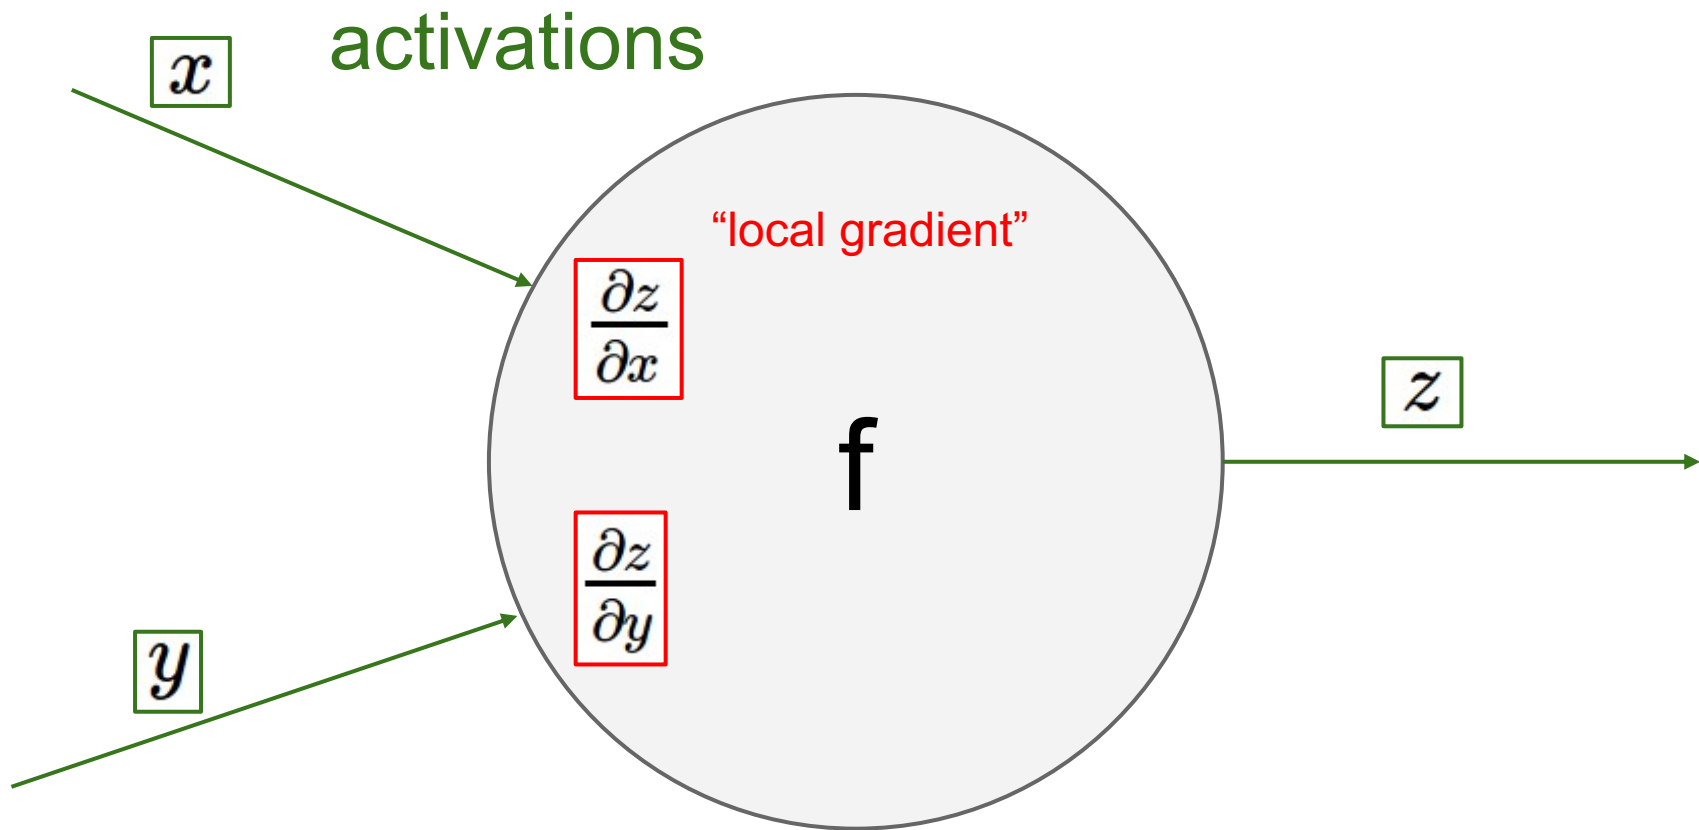 activations
x
“local gradient”
∂z
∂x
f
z
∂z
∂y
y